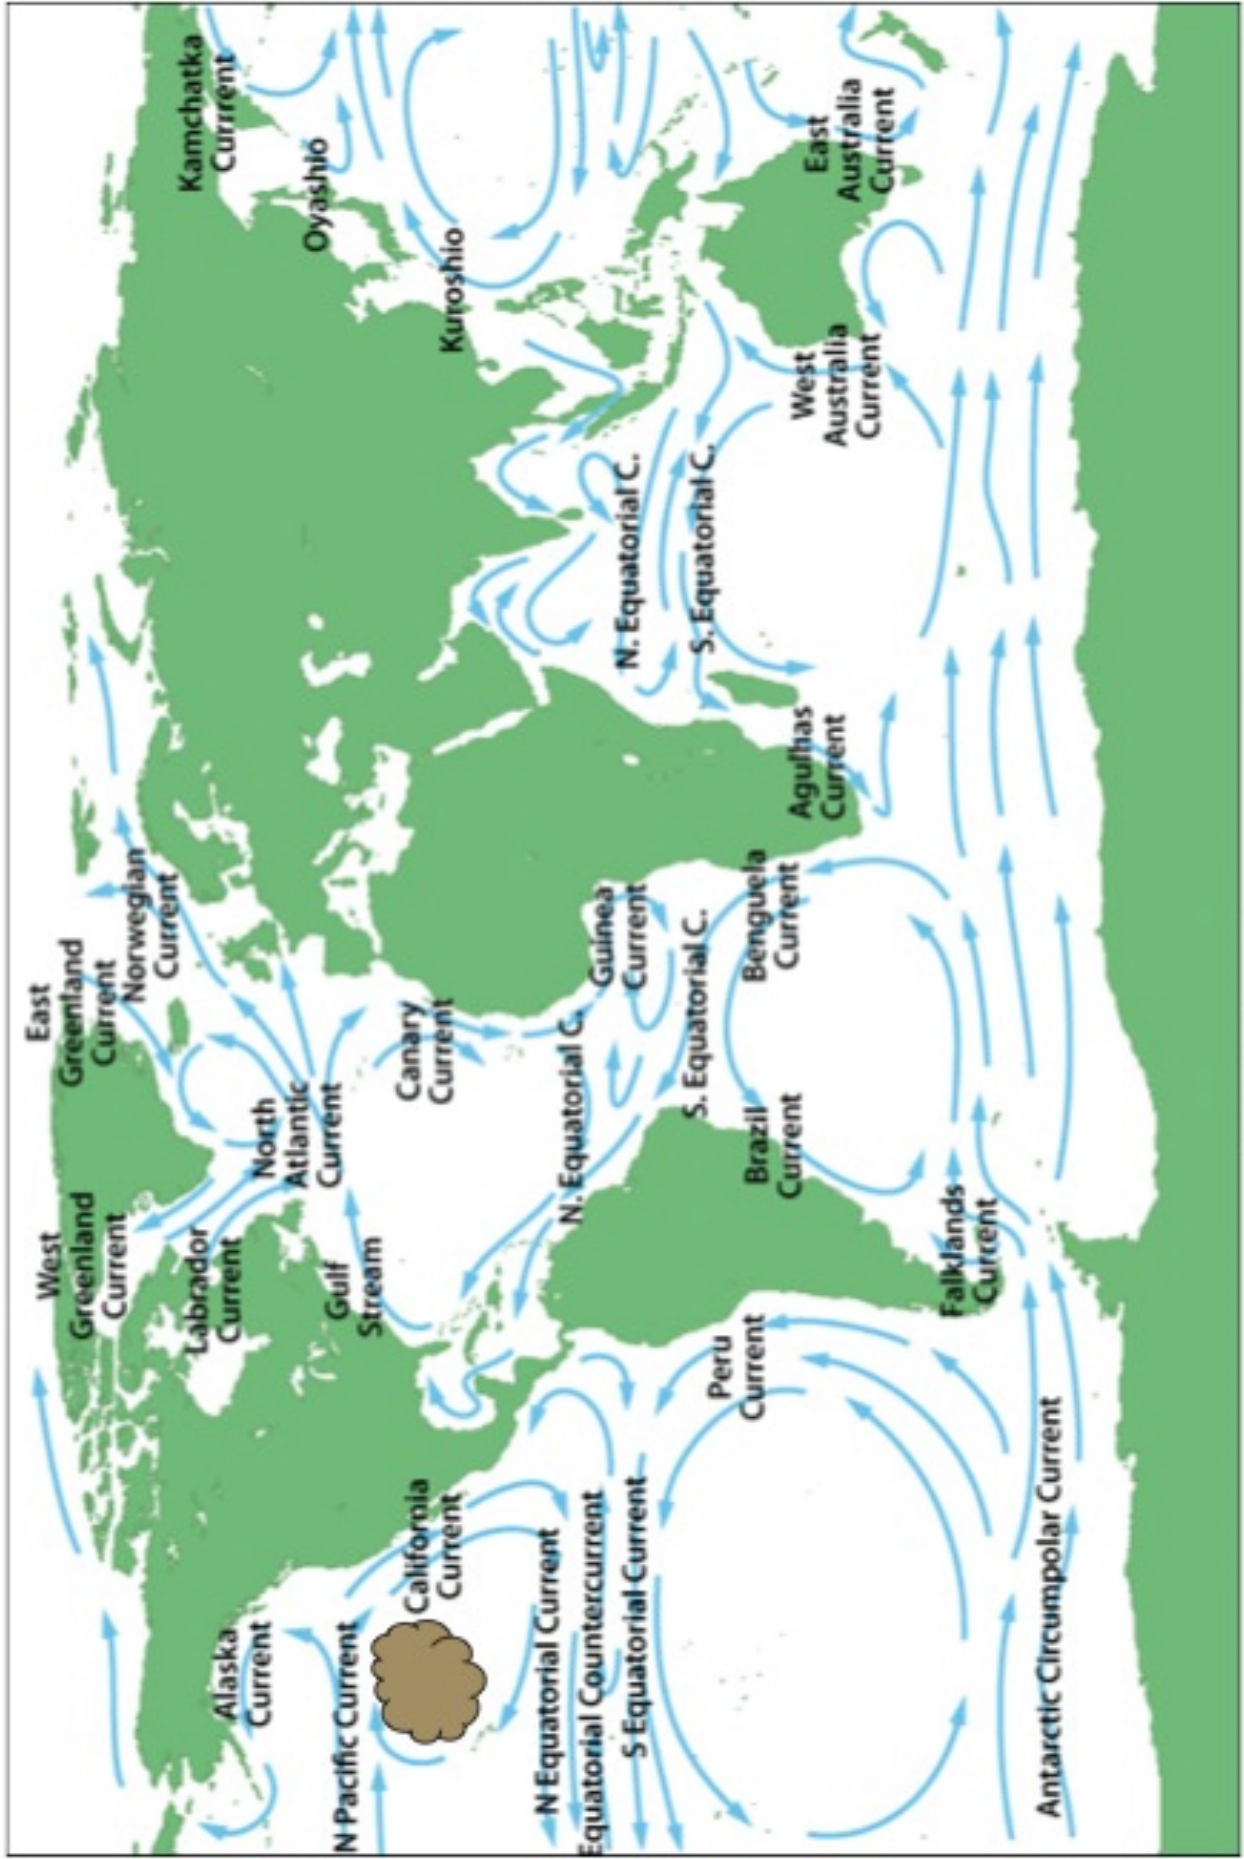 East
Greenland
Current
West
Greenland
Current
Norwegian
Current
Kamchatka
Currrent
Labrador
Current
Alaska
Current
North
Atlantic
Current
Oyashio
N Pacific Current
Gulf
Stream
California
Current
Canary
Current
Kuroshio
N Equatorial Current
Equatorial Countercurrent
S Equatorial Current
N. Equatorial C.
Guinea
Current
N. Equatorial C.
S. Equatorial C.
S. Equatorial C.
Peru
Current
Brazil
Current
Benguela
Current
Agulhas
Current
West
Australia
Current
East
Australia
Current
Falklands
Current
Antarctic CIrcumpolar Current